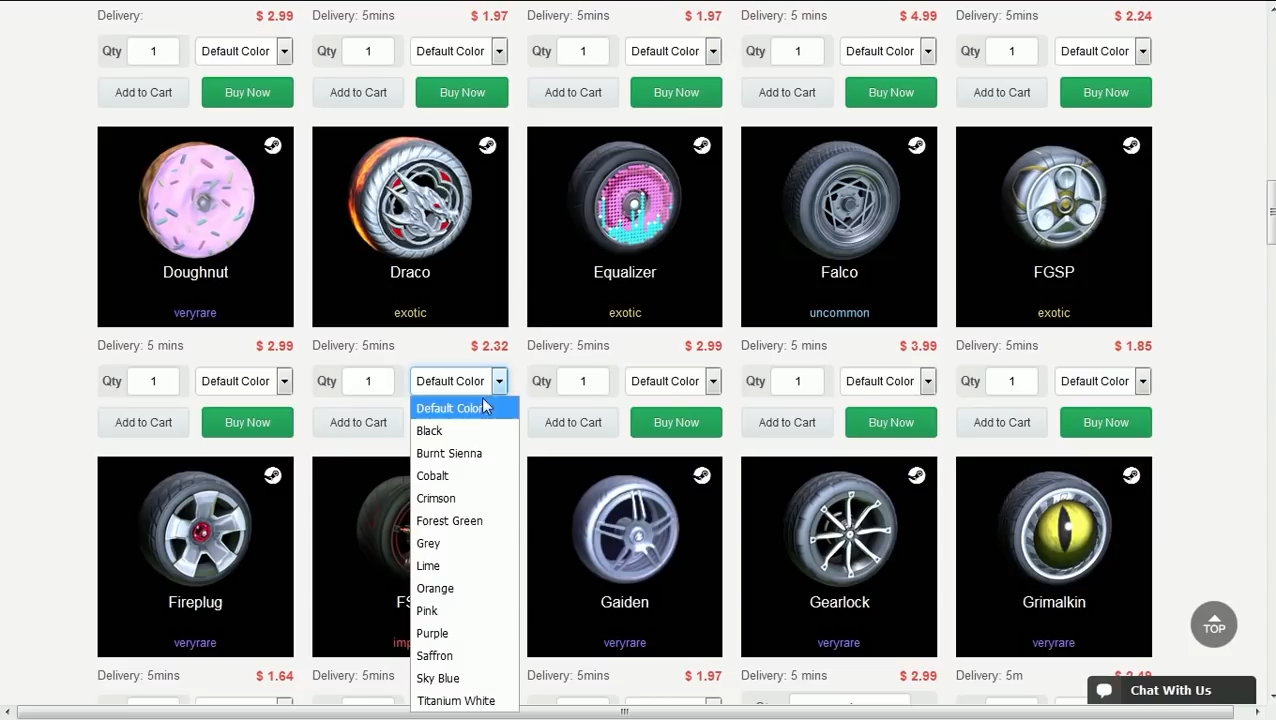 Delivery: $ 2.99 Delivery: 5mins $ 1.97 Delivery: 5mins $ 1.97 Delivery: 5 mins $ 4.99 Delivery: 5mins $ 2.24
Qty 1 Default Color Qty 1 Default Color Qty 1 Default Color Qty 1 Default Color Qty 1 Default Color
Add to Cart Buy Now Add to Cart Buy Now Add to Cart Buy Now Add to Cart Buy Now Add to Cart Buy Now
Doughnut Draco Equalizer Falco FGSP
veryrare exotic exotic uncommon exotic
Delivery: 5 mins $ 2.99 Delivery: 5mins $ 2.32 Delivery: 5mins $ 2.99 Delivery: 5 mins $ 3.99 Delivery: 5mins $ 1.85
Qty 1 Default Color Qty 1 Default Color Qty 1 Default Color Qty 1 Default Color Qty 1 Default Color
Add to Cart Buy Now Add to Cart Add to Cart Buy Now Add to Cart Buy Now Add to Cart Buy Now
Default Color
Black
Burnt Sienna
Cobalt
Crimson
Forest Green
Grey
Lime
Orange
Pink
Purple
Saffron
Sky Blue
Titanium White
Fireplug Gaiden Gearlock Grimalkin
veryrare veryrare veryrare veryrare
Delivery: 5mins $ 1.64 Delivery: 5mins $ 1.97 Delivery: 5mins $ 2.99 Delivery: 5m
TOP
Chat With Us